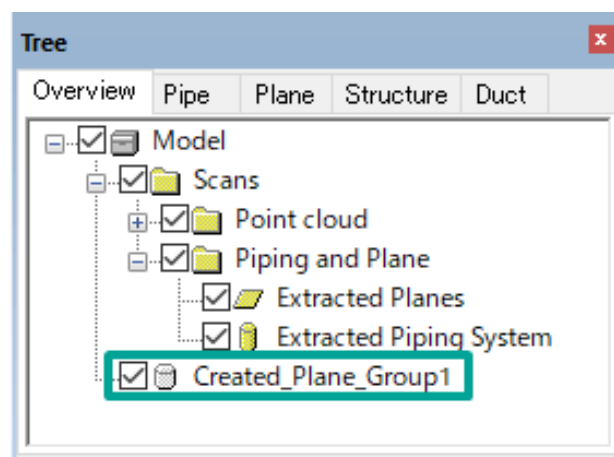 Tree
Overview Pipe Plane Structure Duct
Model
Scans
Point cloud
Piping and Plane
Extracted Planes
Extracted Piping System
Created_Plane_Group1